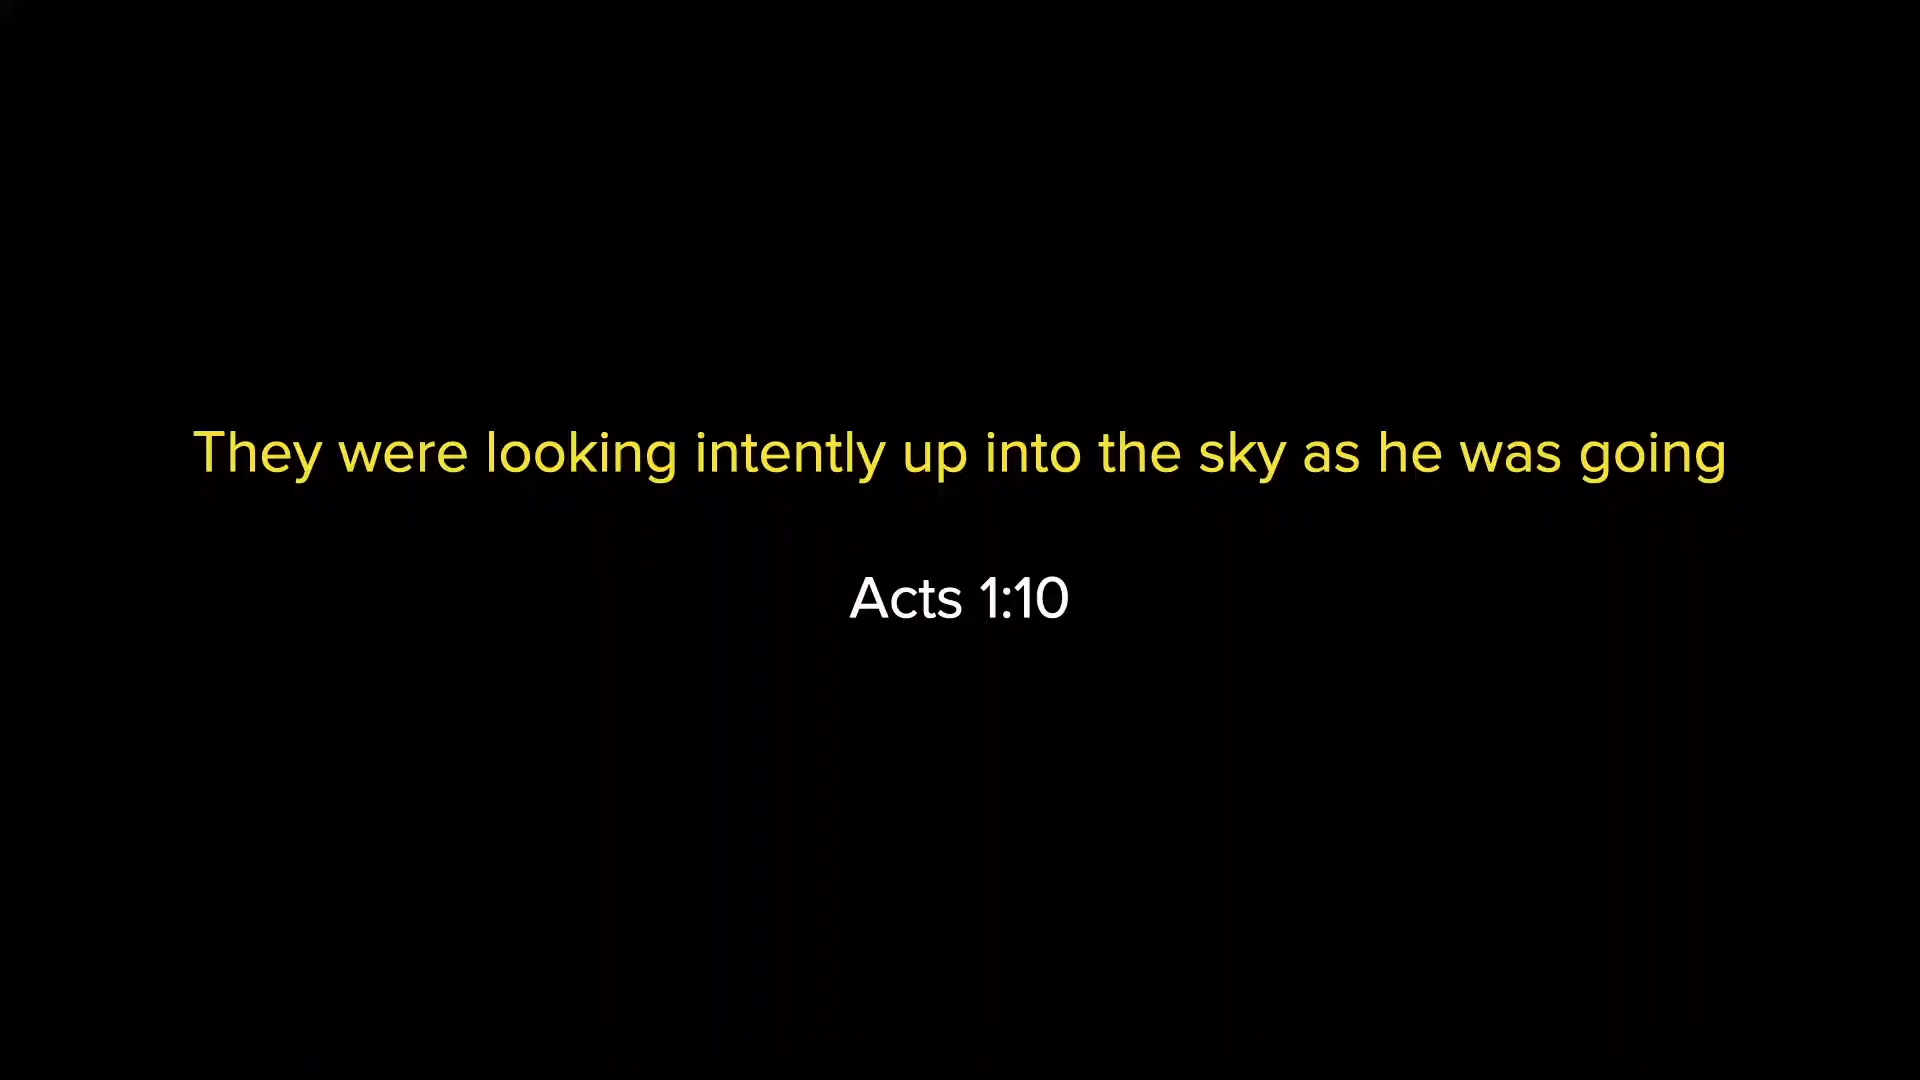 They were looking intently up into the sky as he was going
Acts 1:10